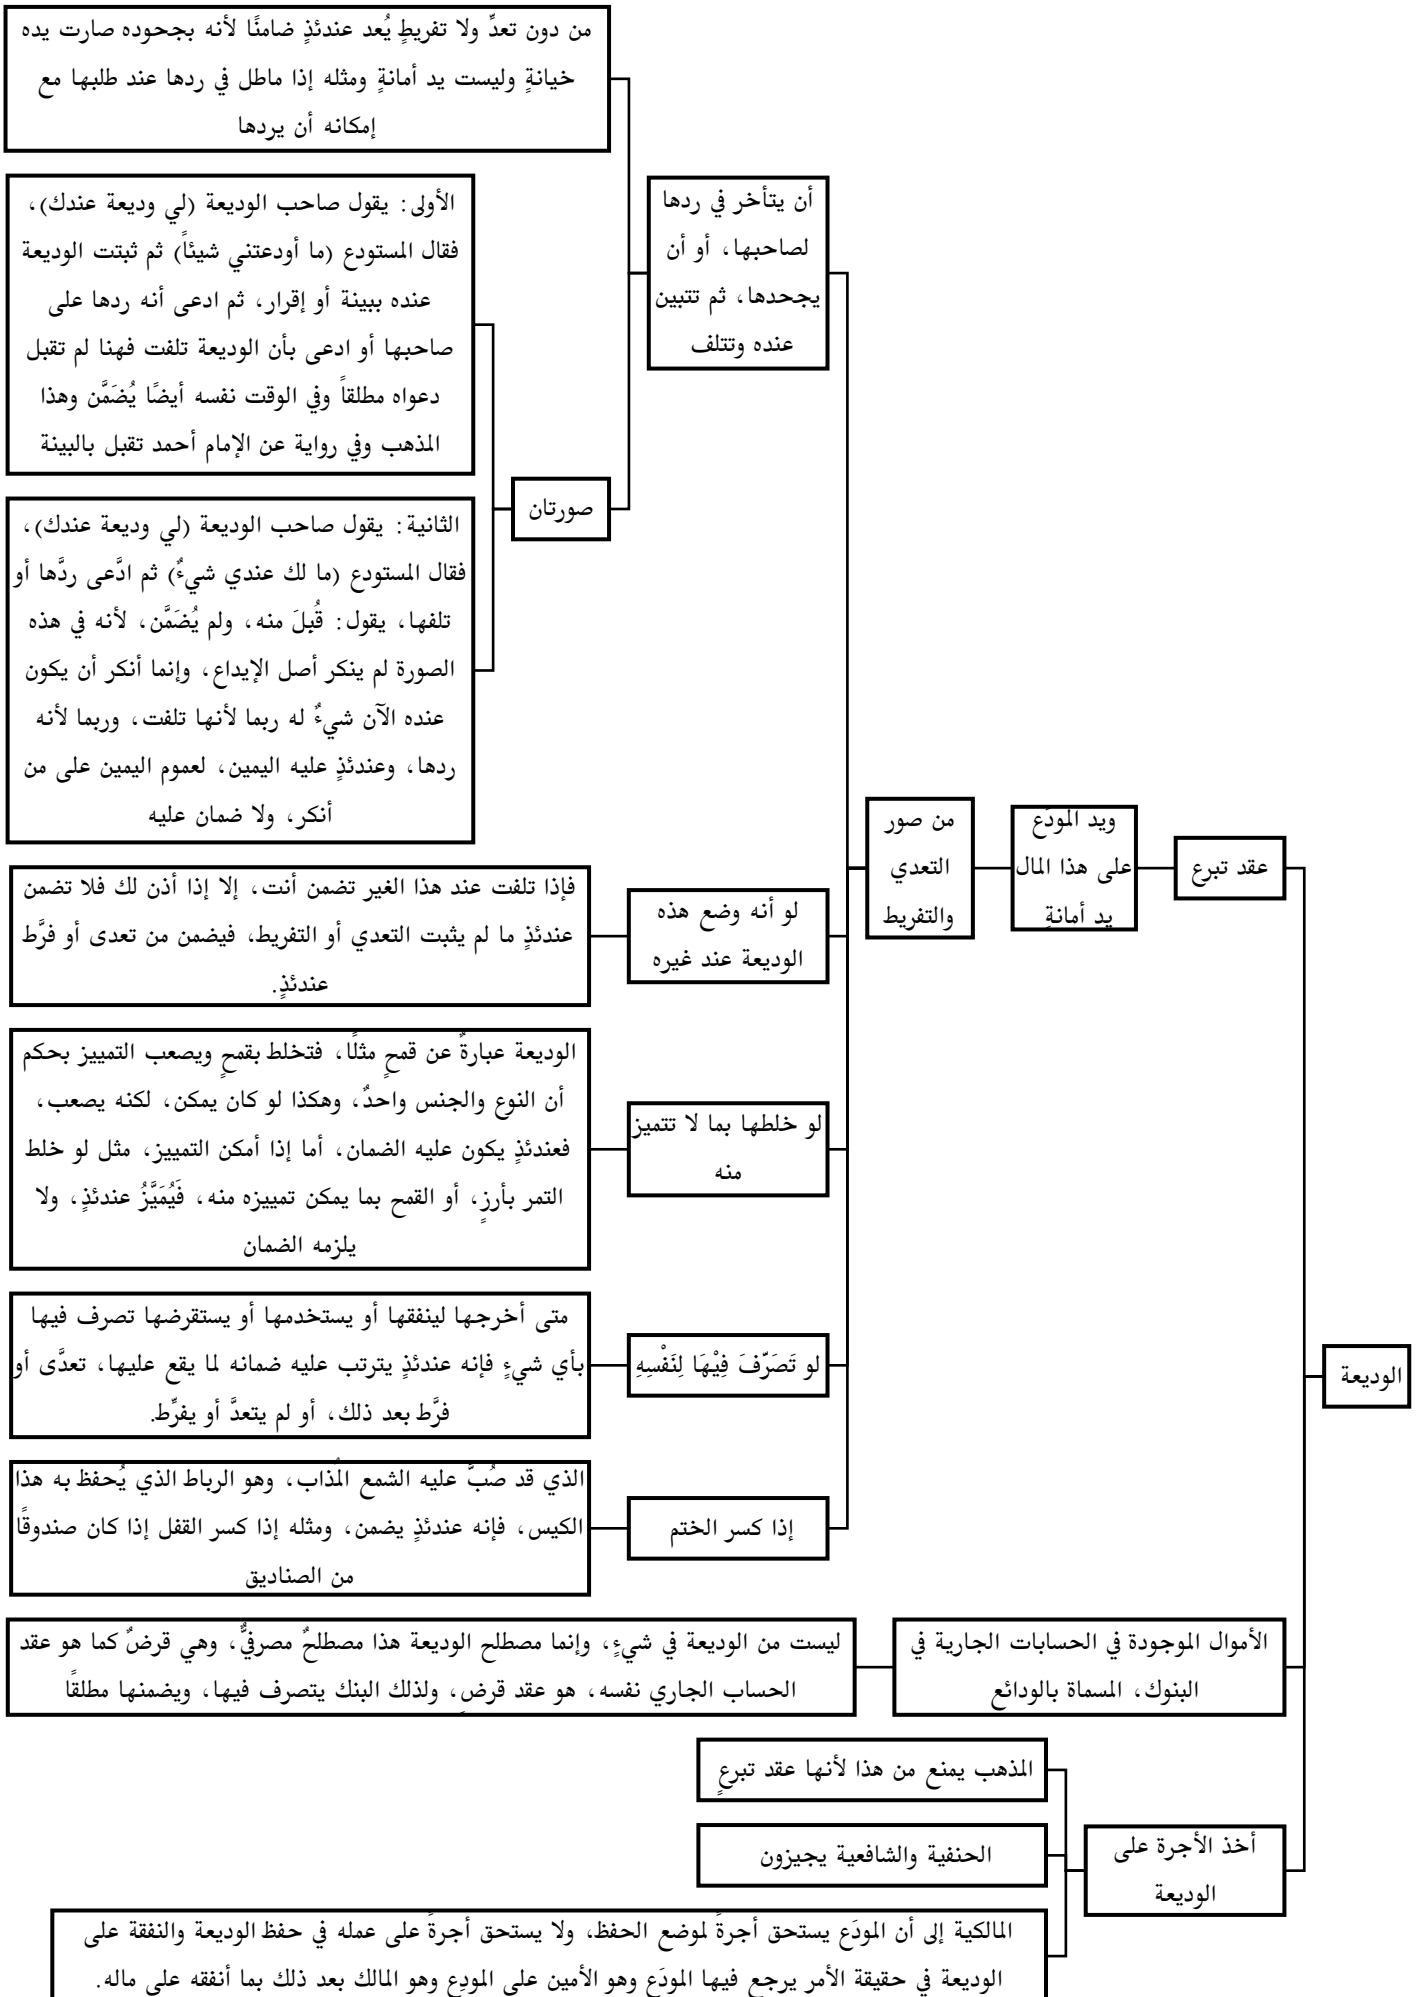 الوديعة
عقد تبرع
ويد المودَع
على هذا المال
يد أمانةٍ
من صور
التعدي
والتفريط
أن يتأخر في ردها
لصاحبها، أو أن
يجحدها، ثم تتبين
عنده وتتلف
من دون تعدٍّ ولا تفريطٍ يُعد عندئذٍ ضامنًا لأنه بجحوده صارت يده
خيانةٍ وليست يد أمانةٍ ومثله إذا ماطل في ردها عند طلبها مع
إمكانه أن يردها
صورتان
الأولى: يقول صاحب الوديعة (لي وديعة عندك)،
فقال المستودع (ما أودعتني شيئاً) ثم ثبتت الوديعة
عنده ببينة أو إقرار، ثم ادعى أنه ردها على
صاحبها أو ادعى بأن الوديعة تلفت فهنا لم تقبل
دعواه مطلقاً وفي الوقت نفسه أيضًا يُضَمَّن وهذا
المذهب وفي رواية عن الإمام أحمد تقبل بالبينة
الثانية: يقول صاحب الوديعة (لي وديعة عندك)،
فقال المستودع (ما لك عندي شيءٌ) ثم ادَّعى ردَّها أو
تلفها، يقول: قُبلَ منه، ولم يُضَمَّن، لأنه في هذه
الصورة لم ينكر أصل الإيداع، وإنما أنكر أن يكون
عنده الآن شيءٌ له ربما لأنها تلفت، وربما لأنه
ردها، وعندئذٍ عليه اليمين، لعموم اليمين على من
أنكر، ولا ضمان عليه
لو أنه وضع هذه
الوديعة عند غيره
فإذا تلفت عند هذا الغير تضمن أنت، إلا إذا أذن لك فلا تضمن
عندئذٍ ما لم يثبت التعدي أو التفريط، فيضمن من تعدى أو فرَّط
عندئذٍ.
لو خلطها بما لا تتميز
منه
الوديعة عبارةٌ عن قمحٍ مثلًا، فتخلط بقمحٍ ويصعب التمييز بحكم
أن النوع والجنس واحدٌ، وهكذا لو كان يمكن، لكنه يصعب،
فعندئذٍ يكون عليه الضمان، أما إذا أمكن التمييز، مثل لو خلط
التمر بأرزٍ، أو القمح بما يمكن تمييزه منه، فَيُمَيَّزُ عندئذٍ، ولا
يلزمه الضمان
لو تَصَرّفَ فِيْهَا لِنَفْسِهِ
متى أخرجها لينفقها أو يستخدمها أو يستقرضها تصرف فيها
بأي شيءٍ فإنه عندئذٍ يترتب عليه ضمانه لما يقع عليها، تعدَّى أو
فرَّط بعد ذلك، أو لم يتعدَّ أو يفرِّط.
إذا كسر الختم
الذي قد صُبَّ عليه الشمع المُذاب، وهو الرباط الذي يُحفظ به هذا
الكيس، فإنه عندئذٍ يضمن، ومثله إذا كسر القفل إذا كان صندوقًا
من الصناديق
الأموال الموجودة في الحسابات الجارية في
البنوك، المسماة بالودائع
ليست من الوديعة في شيءٍ، وإنما مصطلح الوديعة هذا مصطلحٌ مصرفيٌّ، وهي قرضٌ كما هو عقد
الحساب الجاري نفسه، هو عقد قرضٍ، ولذلك البنك يتصرف فيها، ويضمنها مطلقًا
أخذ الأجرة على
الوديعة
المذهب يمنع من هذا لأنها عقد تبرعٍ
الحنفية والشافعية يجيزون
المالكية إلى أن المودَع يستحق أجرةً لموضع الحفظ، ولا يستحق أجرةً على عمله في حفظ الوديعة والنفقة على
الوديعة في حقيقة الأمر يرجع فيها المودَع وهو الأمين على المودِع وهو المالك بعد ذلك بما أنفقه على ماله.